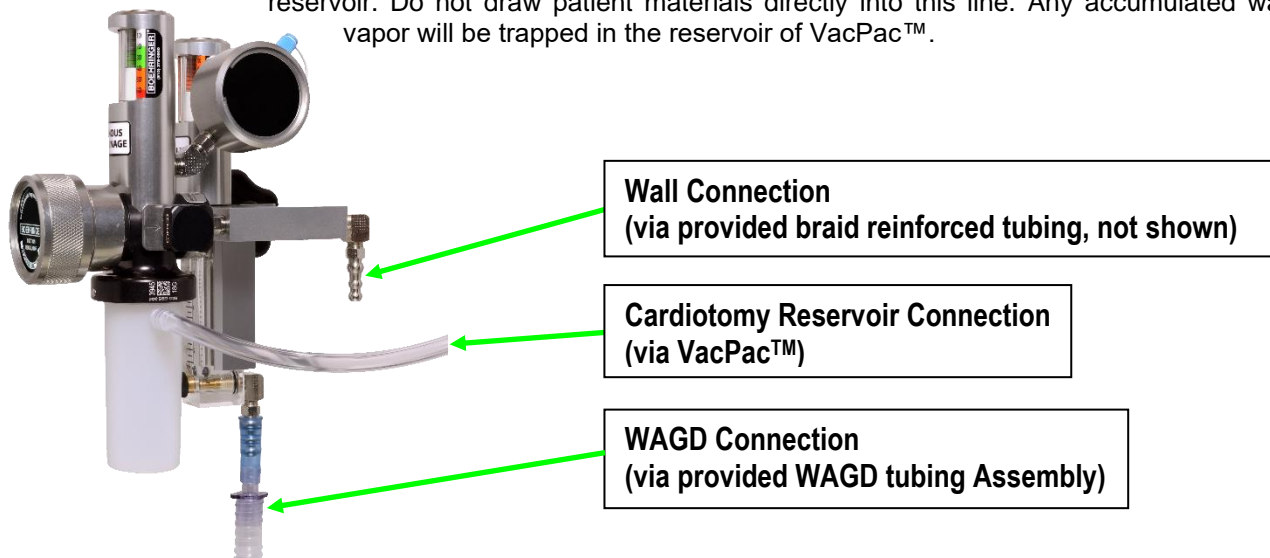 reservoir. Do not draw patient materials directly into this line. Any accumulated
vapor will be trapped in the reservoir of VacPac™.
BOEHRINGER
Wall Connection
(via provided braid reinforced tubing, not shown)
Cardiotomy Reservoir Connection
(via VacPac™)
WAGD Connection
(via provided WAGD tubing Assembly)